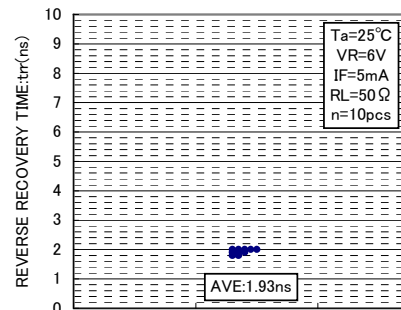 REVERSE RECOVERY TIME:trr(ns)
10
9
8
7
6
5
4
3
2
1
0
Ta=25°C
VR=6V
IF=5mA
RL=50Ω
n=10pcs
AVE:1.93ns